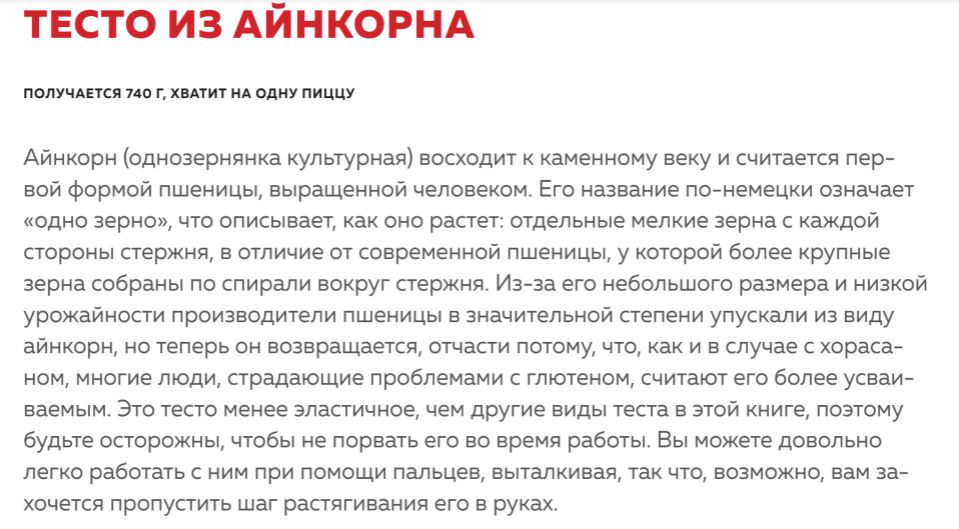 ТЕСТО ИЗ АЙНКОРНА
ПОЛУЧАЕТСЯ 740 Г, ХВАТИТ НА ОДНУ ПИЦЦУ
Айнкорн (однозернянка культурная) восходит к каменному веку и считается пер-
вой формой пшеницы, выращенной человеком. Его название по-немецки означает
«одно зерно», что описывает, как оно растет: отдельные мелкие зерна с каждой
стороны стержня, в отличие от современной пшеницы, у которой более крупные
зерна собраны по спирали вокруг стержня. Из-за его небольшого размера и низкой
урожайности производители пшеницы в значительной степени упускали из виду
айнкорн, но теперь он возвращается, отчасти потому, что, как и в случае с хораса-
ном, многие люди, страдающие проблемами с глютеном, считают его более усваи-
ваемым. Это тесто менее эластичное, чем другие виды теста в этой книге, поэтому
будьте осторожны, чтобы не порвать его во время работы. Вы можете довольно
легко работать с ним при помощи пальцев, выталкивая, так что, возможно, вам за-
хочется пропустить шаг растягивания его в руках.